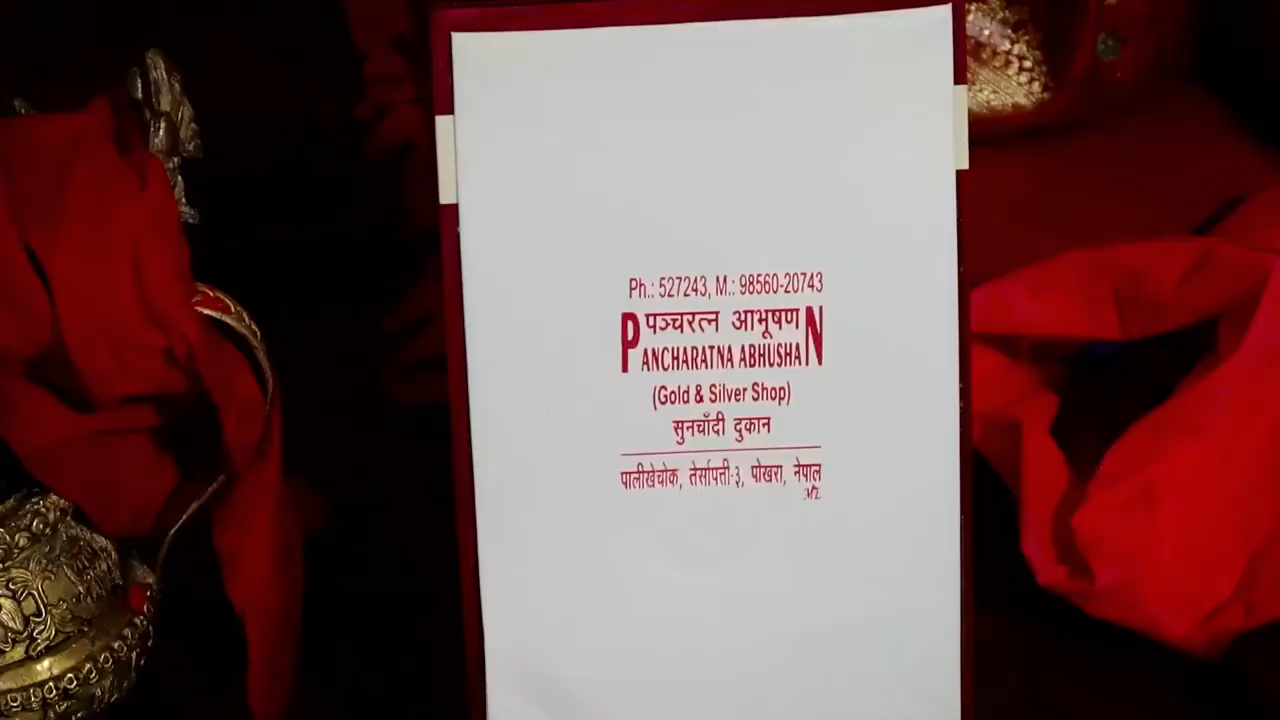 Ph.: 527243, M.: 98560-20743
पञ्चरत्न आभूषण
PANCHARATNA ABHUSHAN
(Gold & Silver Shop)
सुनचाँदी दुकान
पालीखेचोक, तेर्सापत्ती-३, पोखरा, नेपाल